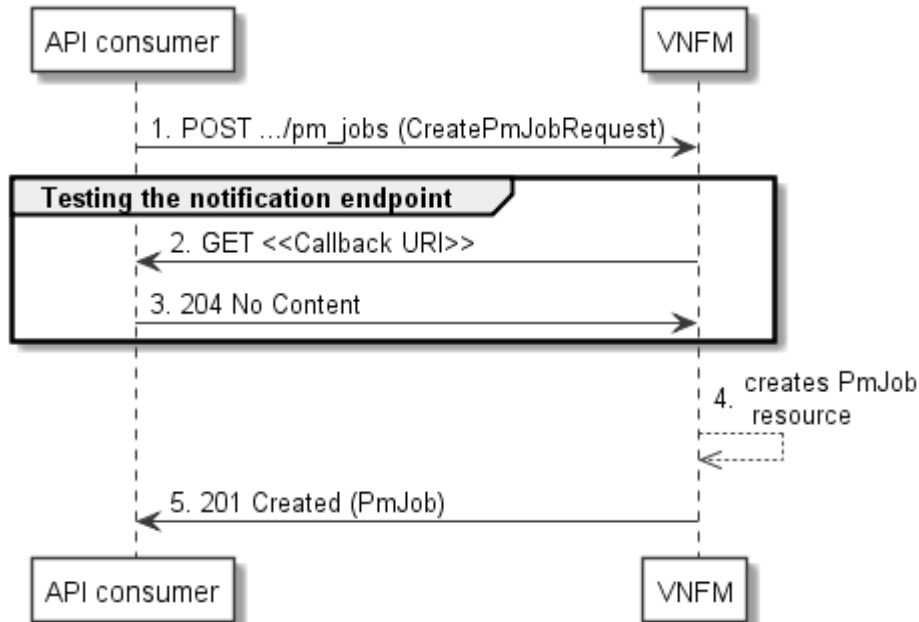 API consumer
VNFM
1. POST .../pm_jobs (CreatePmJobRequest)
Testing the notification endpoint
2. GET <<Callback URI>>
3. 204 No Content
4. creates PmJob
resource
5. 201 Created (PmJob)
API consumer
VNFM